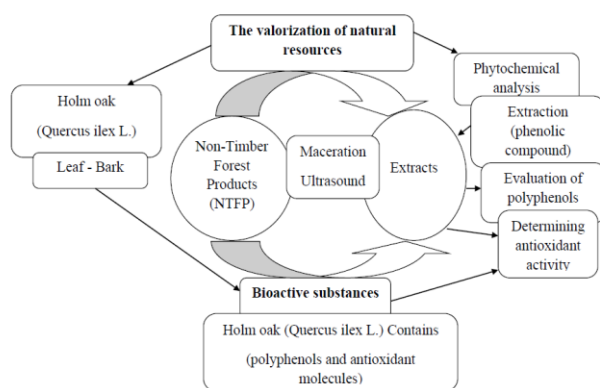 The valorization of natural
resources
Phytochemical
analysis
Holm oak
(Quercus ilex L.)
Leaf - Bark
Extraction
(phenolic
compound)
Non-Timber
Forest
Products
(NTFP)
Maceration
Ultrasound
Extracts
Evaluation of
polyphenols
Determining
antioxidant
activity
Bioactive substances
Holm oak (Quercus ilex L.) Contains
(polyphenols and antioxidant
molecules)